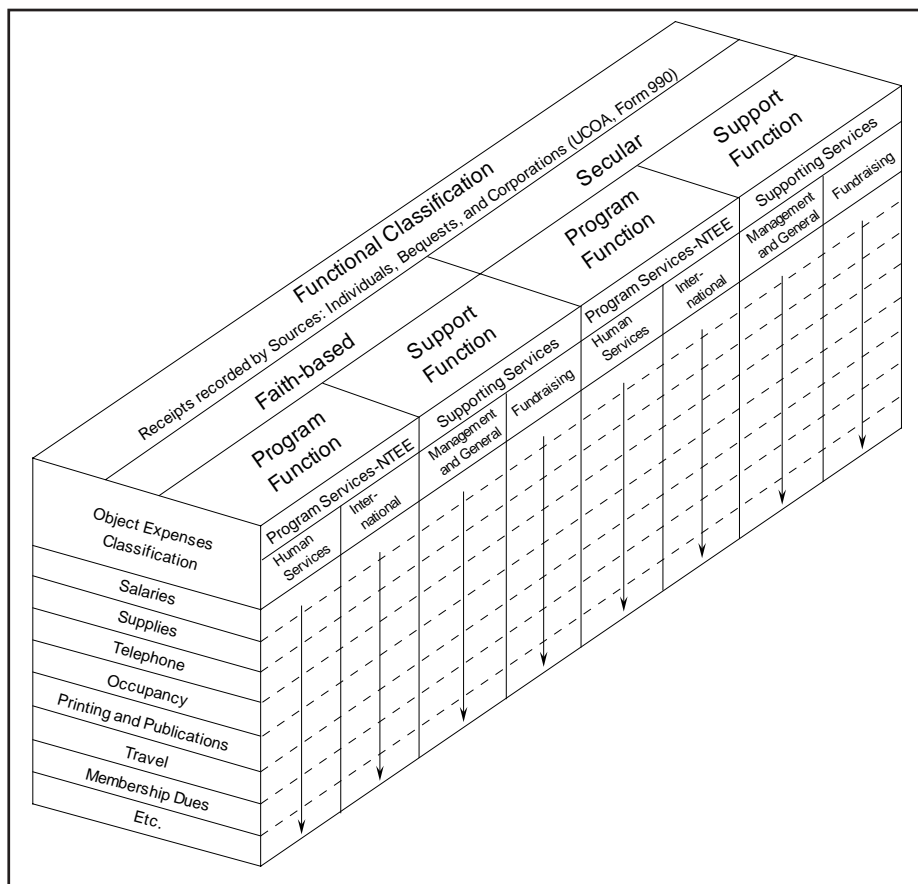 Functional Classification
Receipts recorded by Sources: Individuals, Bequests, and Corporations (UCOA, Form 990)
Faith-based
Secular
Program
Function
Support
Function
Program
Function
Support
Function
Program Services-NTEE
Supporting Services
Program Services-NTEE
Supporting Services
Human
Services
Inter-
national
Management
and General
Fundraising
Human
Services
Inter-
national
Management
and General
Fundraising
Object Expenses
Classification
Salaries
Supplies
Telephone
Occupancy
Printing and Publications
Travel
Membership Dues
Etc.